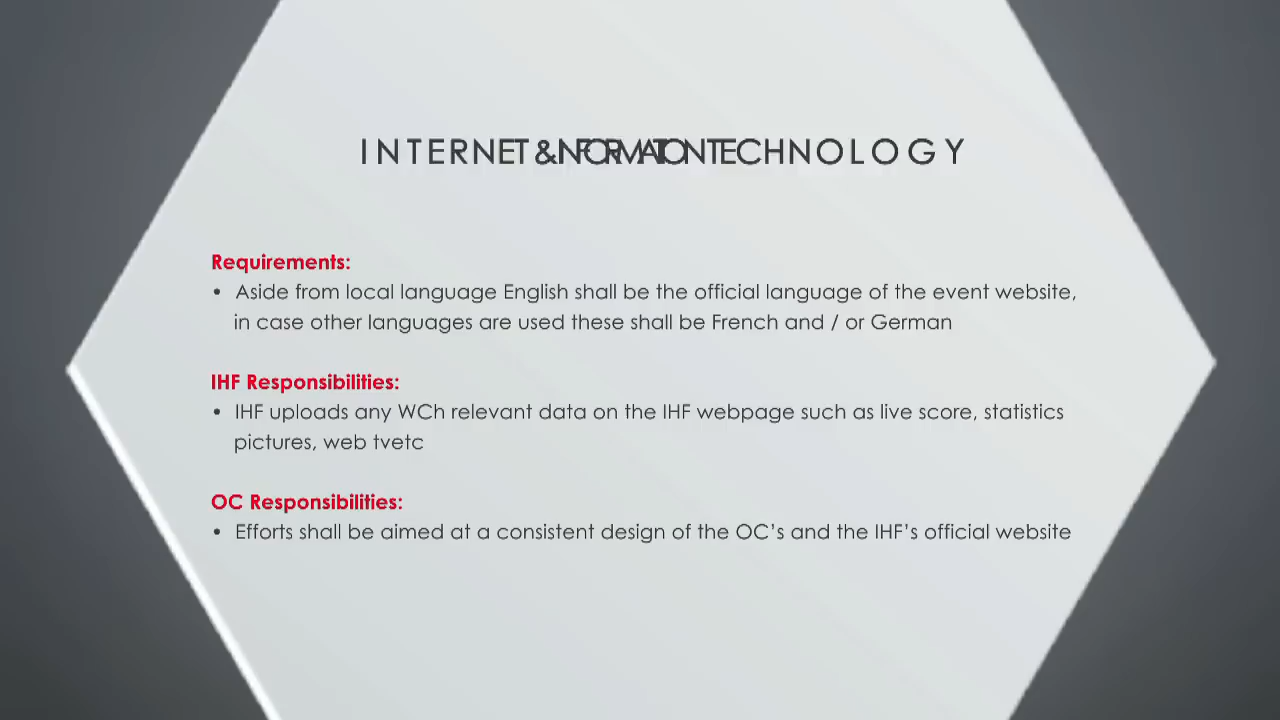 INTERNET & INFORMATION TECHNOLOGY
Requirements:
• Aside from local language English shall be the official language of the event website,
in case other languages are used these shall be French and / or German
IHF Responsibilities:
• IHF uploads any WCh relevant data on the IHF webpage such as live score, statistics
pictures, web tvetc
OC Responsibilities:
• Efforts shall be aimed at a consistent design of the OC’s and the IHF’s official website